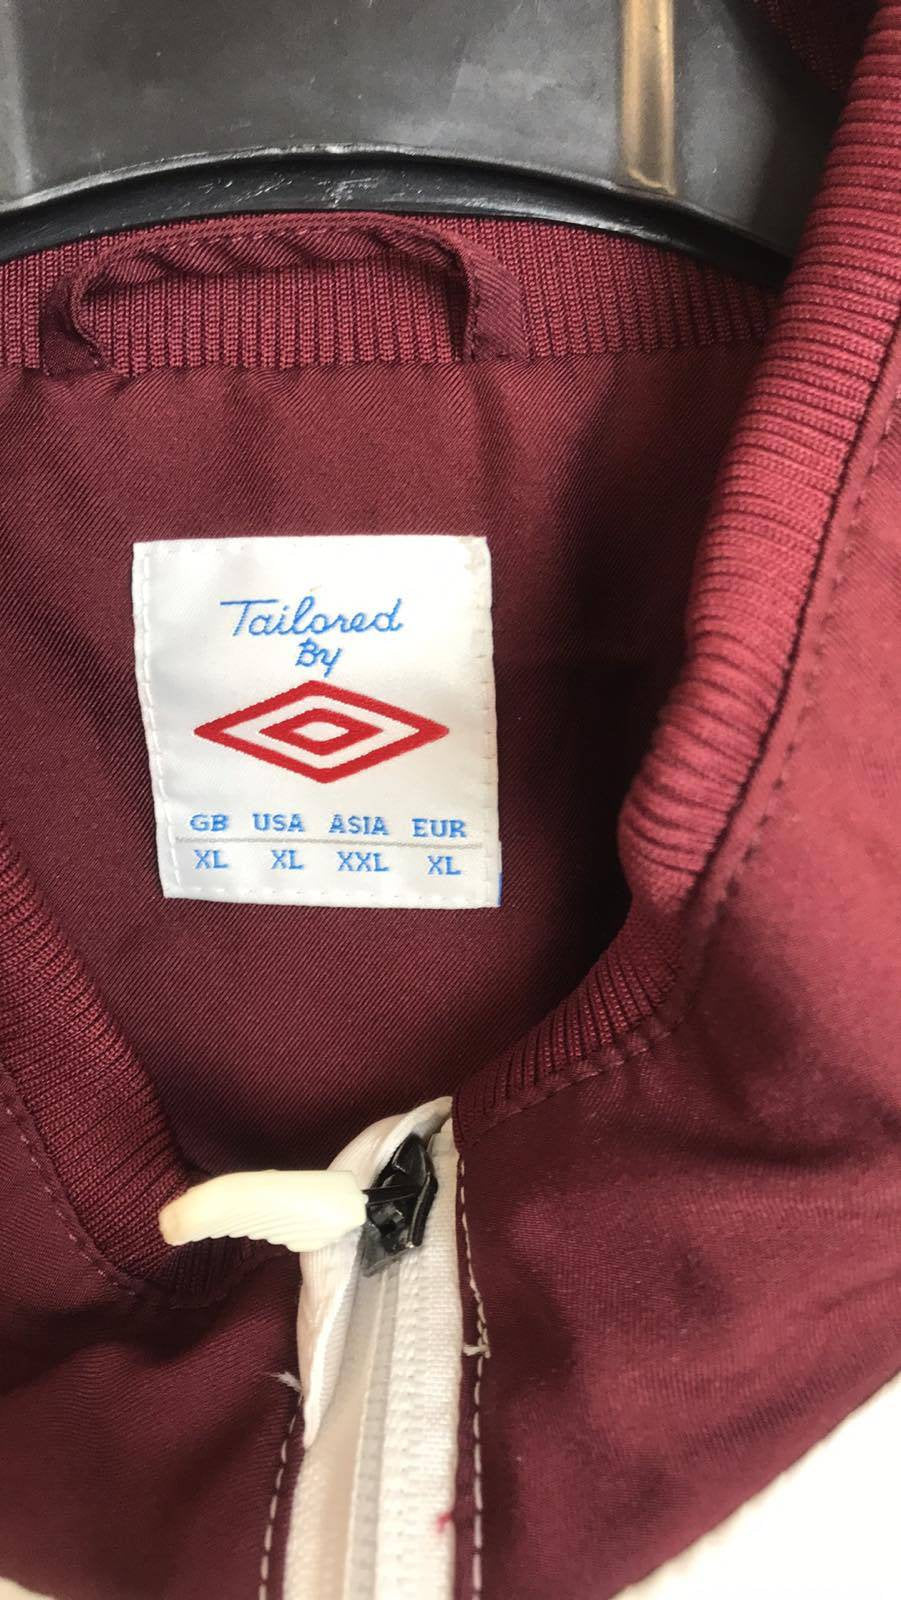 Tailored
By
GB USA ASIA EUR
XL XL XXL XL